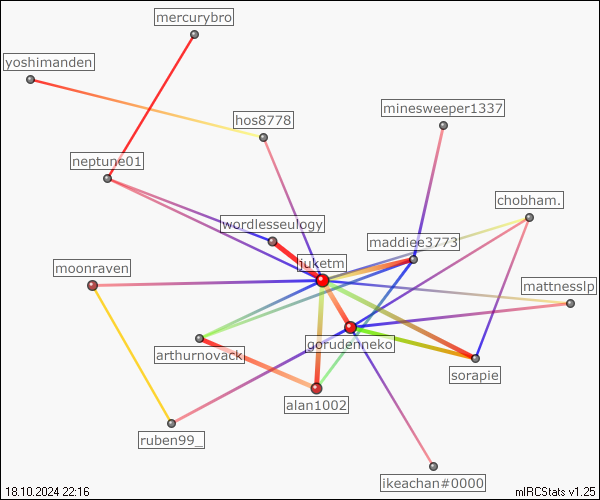 mercurybro
yoshimanden
minesweeper1337
hos8778
neptune01
chobham.
wordlesseulogy
maddiee3773
juketm
moonraven
mattnesslp
gorudenneko
arthurnovack
sorapie
alan1002
ruben99_
ikeachan#0000
18.10.2024 22:16
mIRCStats v1.25